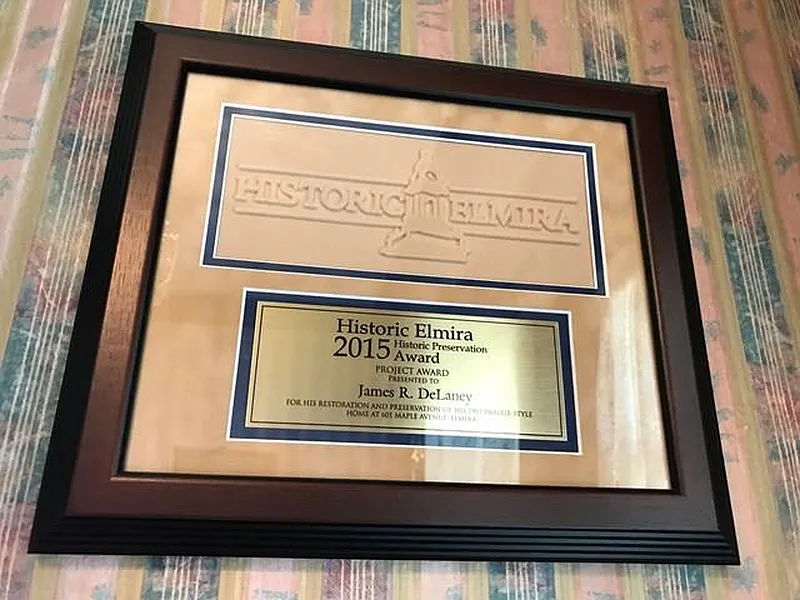 HISTORIC ELMIRA
Historic Elmira
2015 Historic Preservation
Award
PROJECT AWARD
PRESENTED TO
James R. DeLaney
FOR HIS RESTORATION AND PRESERVATION OF HIS PRAIRIE-STYLE
HOME AT 601 MAPLE AVENUE, ELMIRA